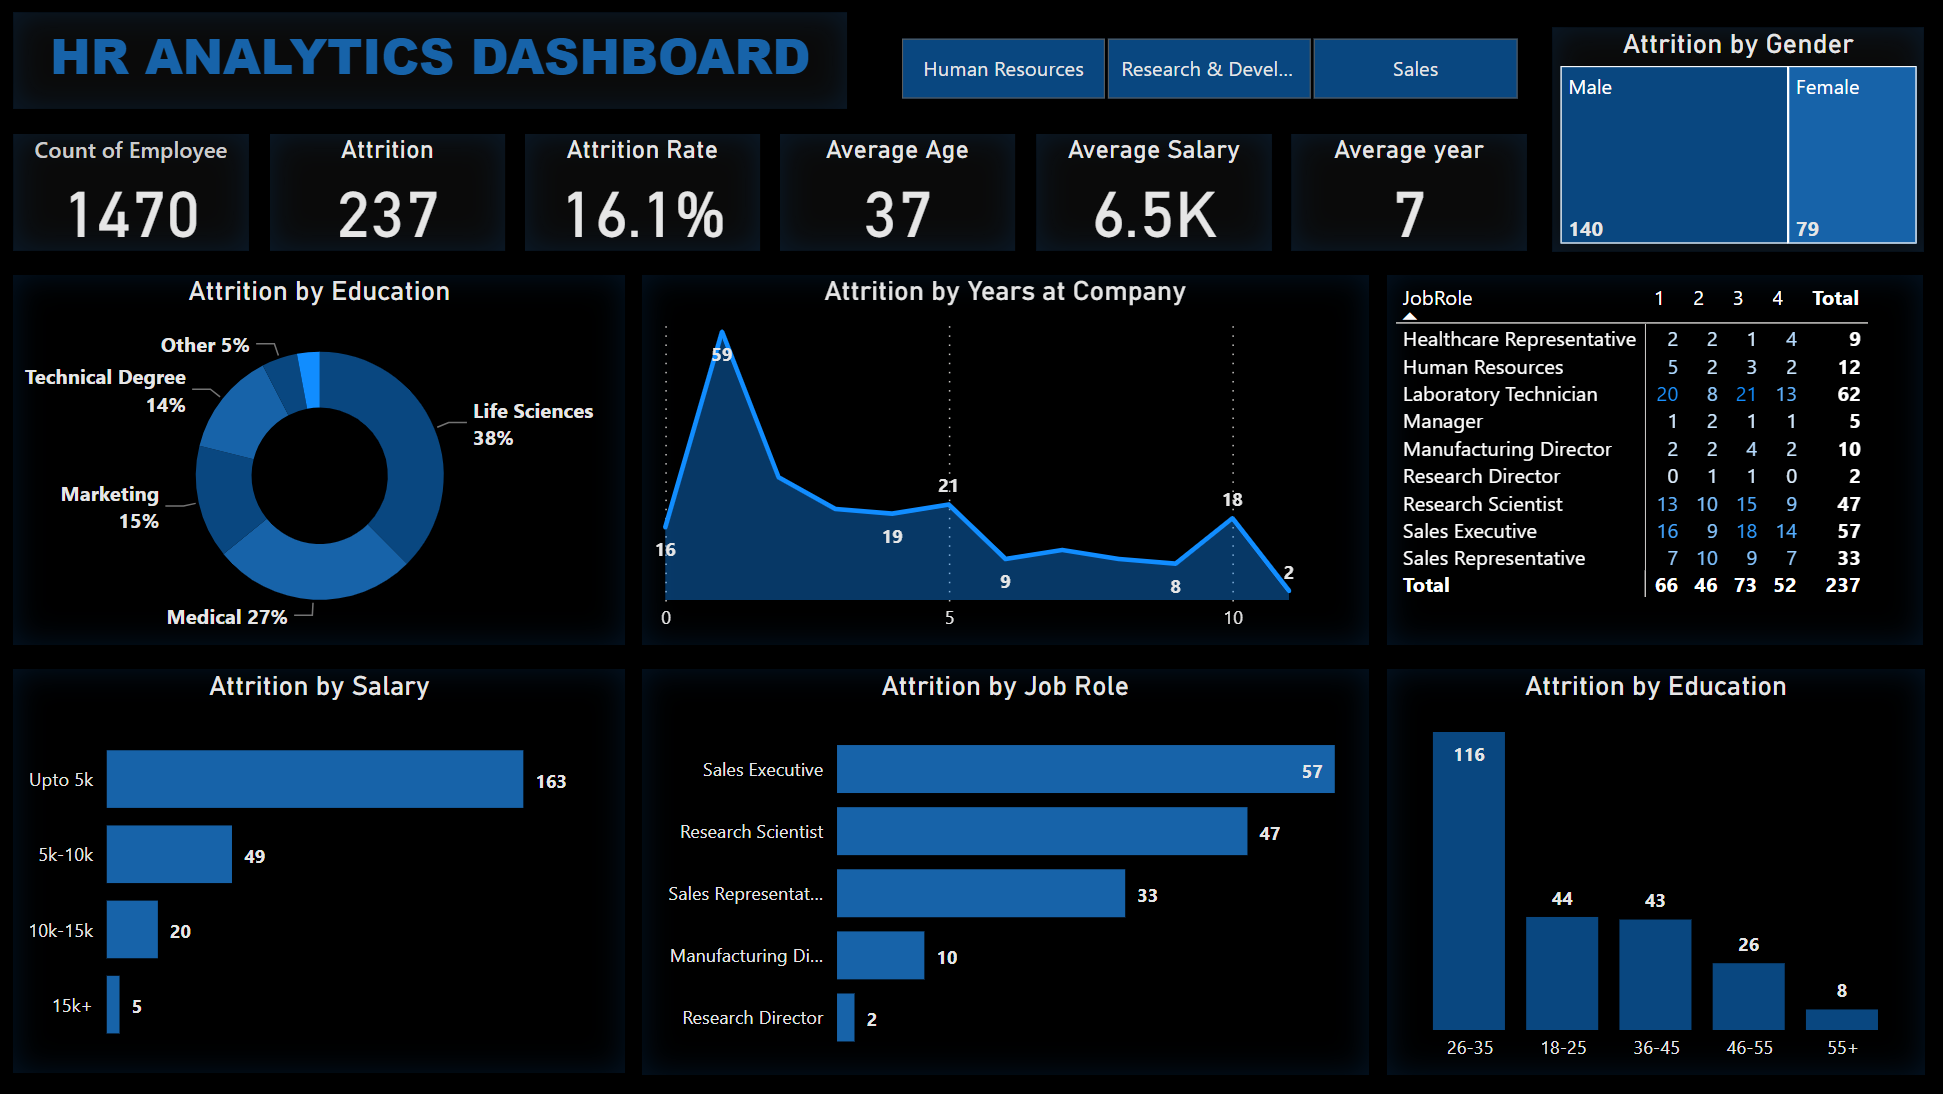 HR ANALYTICS DASHBOARD
Human Resources
Research & Devel...
Sales
Attrition by Gender
Male
Female
140
79
Count of Employee
1470
Attrition
237
Attrition Rate
16.1%
Average Age
37
Average Salary
6.5K
Average year
7
Attrition by Education
Other 5%
Technical Degree
14%
Life Sciences
38%
Marketing
15%
Medical 27%
Attrition by Years at Company
59
21
18
16
19
9
8
2
0 5 10
JobRole 1 2 3 4 Total
Healthcare Representative 2 2 1 4 9
Human Resources 5 2 3 2 12
Laboratory Technician 20 8 21 13 62
Manager 1 2 1 1 5
Manufacturing Director 2 2 4 2 10
Research Director 0 1 1 0 2
Research Scientist 13 10 15 9 47
Sales Executive 16 9 18 14 57
Sales Representative 7 10 9 7 33
Total 66 46 73 52 237
Attrition by Salary
Upto 5k 163
5k-10k 49
10k-15k 20
15k+ 5
Attrition by Job Role
Sales Executive 57
Research Scientist 47
Sales Representat... 33
Manufacturing Di... 10
Research Director 2
Attrition by Education
116
44
43
26
8
26-35 18-25 36-45 46-55 55+